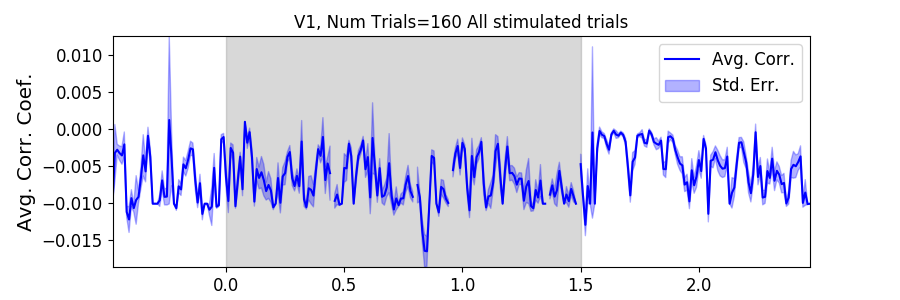 V1, Num Trials=160 All stimulated trials
Avg. Corr. Coef.
0.010
0.005
0.000
−0.005
−0.010
−0.015
Avg. Corr.
Std. Err.
0.0 0.5 1.0 1.5 2.0